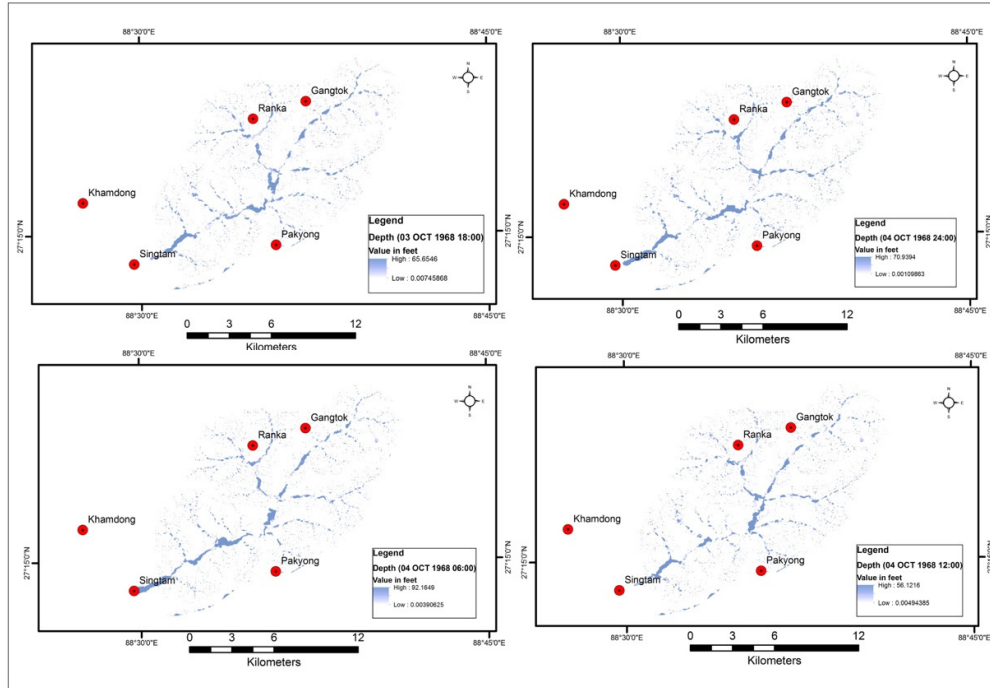 88°30'0"E 88°45'0"E
N
W E
S
Gangtok
Ranka
Khamdong
27°15'0"N
Pakyong
Singtam
Legend
Depth (03 OCT 1968 18:00)
Value in feet
High : 65.6546
Low : 0.00745868
88°30'0"E 88°45'0"E
0 3 6 12
Kilometers
88°30'0"E 88°45'0"E
N
W E
S
Gangtok
Ranka
Khamdong
27°15'0"N
Pakyong
Singtam
Legend
Depth (04 OCT 1968 24:00)
Value in feet
High : 70.9394
Low : 0.00109863
88°30'0"E 88°45'0"E
0 3 6 12
Kilometers
88°30'0"E 88°45'0"E
N
W E
S
Gangtok
Ranka
Khamdong
27°15'0"N
Pakyong
Singtam
Legend
Depth (04 OCT 1968 06:00)
Value in feet
High : 92.1649
Low : 0.00390625
88°30'0"E 88°45'0"E
0 3 6 12
Kilometers
88°30'0"E 88°45'0"E
N
W E
S
Gangtok
Ranka
Khamdong
27°15'0"N
Pakyong
Singtam
Legend
Depth (04 OCT 1968 12:00)
Value in feet
High : 56.1216
Low : 0.00494385
88°30'0"E 88°45'0"E
0 3 6 12
Kilometers